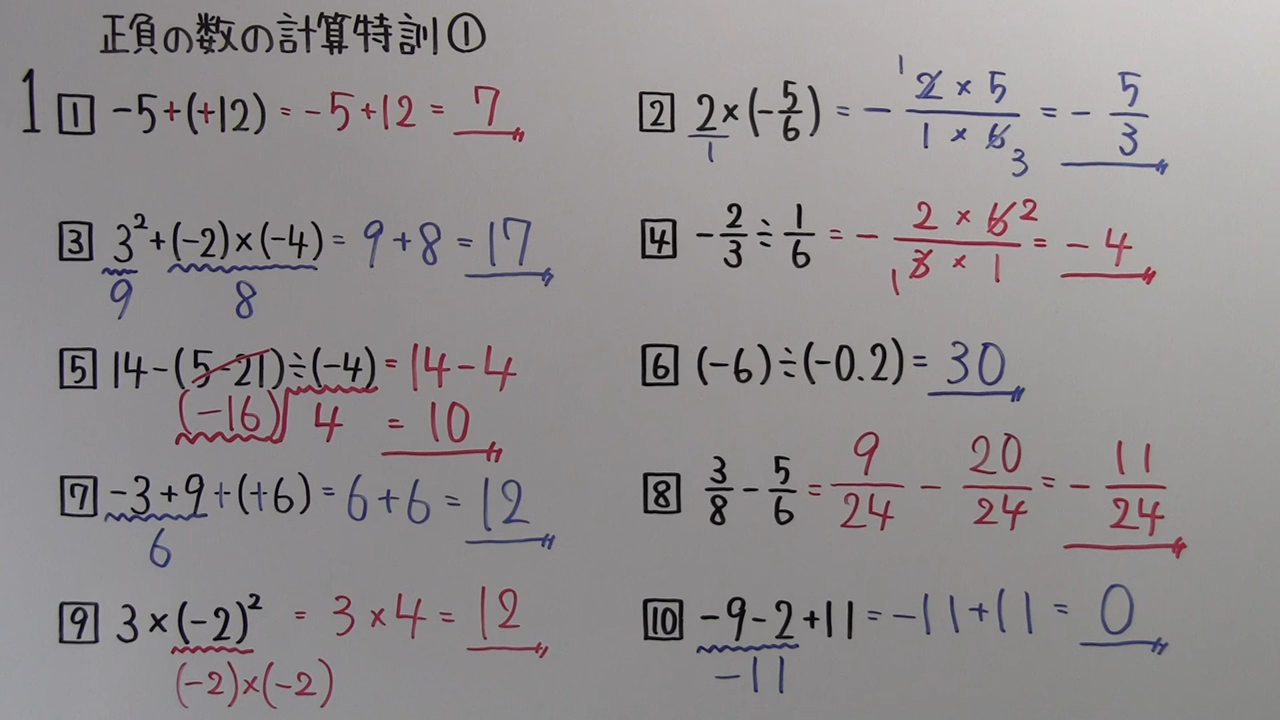 正負の数の計算特訓①
1
1 -5+(+12) = -5+12 = 7
2 2×(-5/6) = - 2×5/1×6 = - 5/3
1
1 3
3 3²+(-2)×(-4) = 9+8 = 17
9 8
4 -2/3÷1/6 = - 2×6/3×1 = -4
2 1
5 14-(5-21)÷(-4) = 14-4
(-16) 4 = 10
6 (-6)÷(-0.2) = 30
7 -3+9+(+6) = 6+6 = 12
6
8 3/8-5/6 = 9/24 - 20/24 = - 11/24
9 3×(-2)² = 3×4 = 12
(-2)×(-2)
10 -9-2+11 = -11+11 = 0
-11